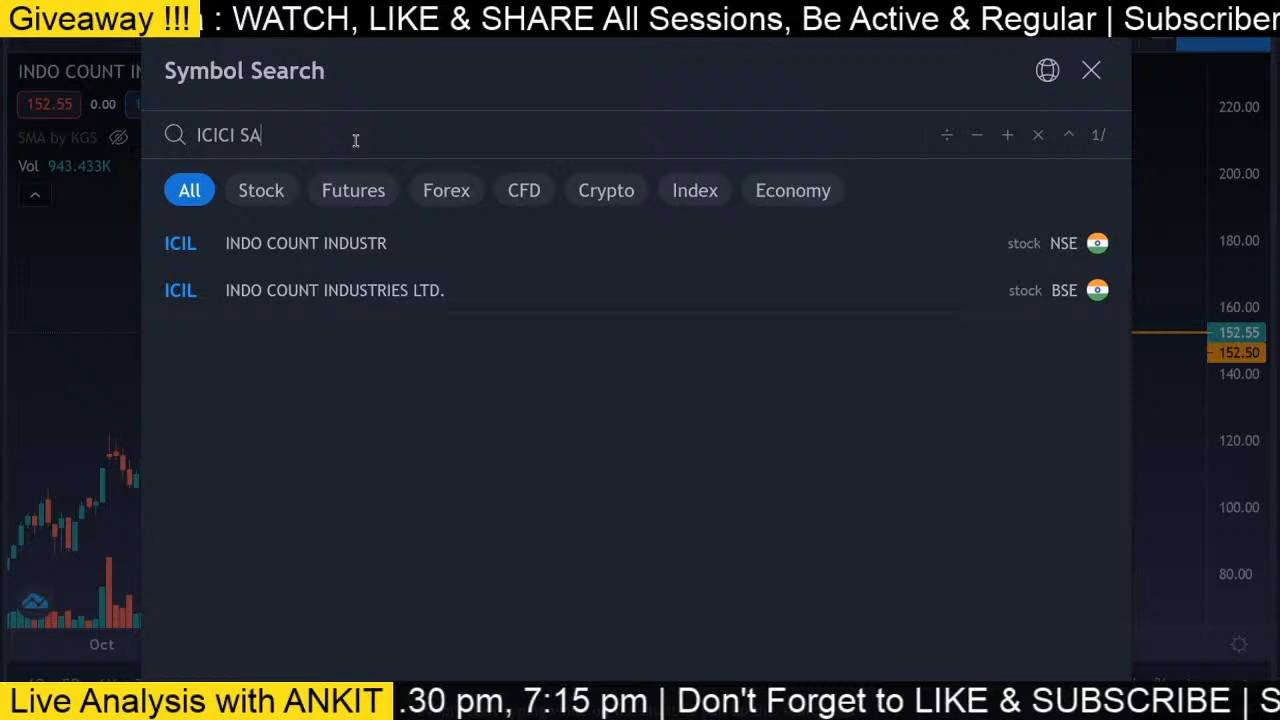 Giveaway !!! : WATCH, LIKE & SHARE All Sessions, Be Active & Regular | Subscriber
INDO COUNT IN
152.55 0.00
SMA by KGS
Vol 943.433K
Symbol Search
ICICI SA
÷ − + × ^ 1/
All Stock Futures Forex CFD Crypto Index Economy
ICIL INDO COUNT INDUSTR stock NSE
ICIL INDO COUNT INDUSTRIES LTD. stock BSE
220.00
200.00
180.00
160.00
152.55
152.50
140.00
120.00
100.00
80.00
Oct
Live Analysis with ANKIT .30 pm, 7:15 pm | Don't Forget to LIKE & SUBSCRIBE | S